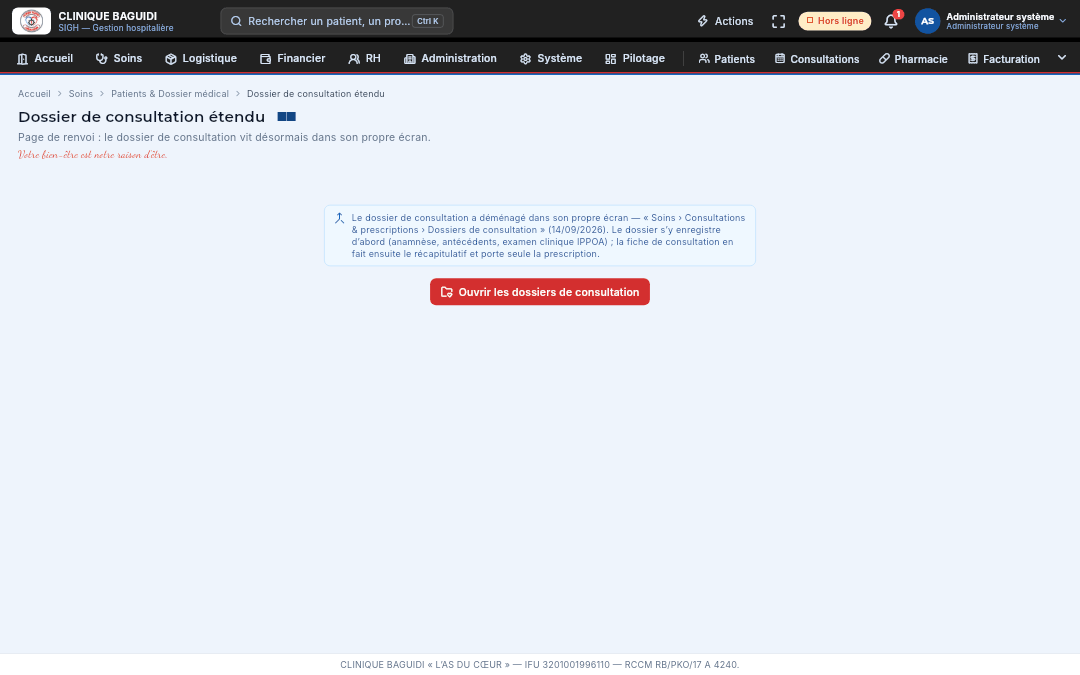 CLINIQUE BAGUIDI
SIGH — Gestion hospitalière
Rechercher un patient, un pro... Ctrl K
Actions
Hors ligne
1
AS
Administrateur système
Administrateur système
Accueil
Soins
Logistique
Financier
RH
Administration
Système
Pilotage
Patients
Consultations
Pharmacie
Facturation
Accueil > Soins > Patients & Dossier médical > Dossier de consultation étendu
Dossier de consultation étendu
Page de renvoi : le dossier de consultation vit désormais dans son propre écran.
Votre bien-être est notre raison d'être.
Le dossier de consultation a déménagé dans son propre écran — « Soins › Consultations
& prescriptions › Dossiers de consultation » (14/09/2026). Le dossier s'y enregistre
d'abord (anamnèse, antécédents, examen clinique IPPOA) ; la fiche de consultation en
fait ensuite le récapitulatif et porte seule la prescription.
Ouvrir les dossiers de consultation
CLINIQUE BAGUIDI « L'AS DU CŒUR » — IFU 3201001996110 — RCCM RB/PKO/17 A 4240.